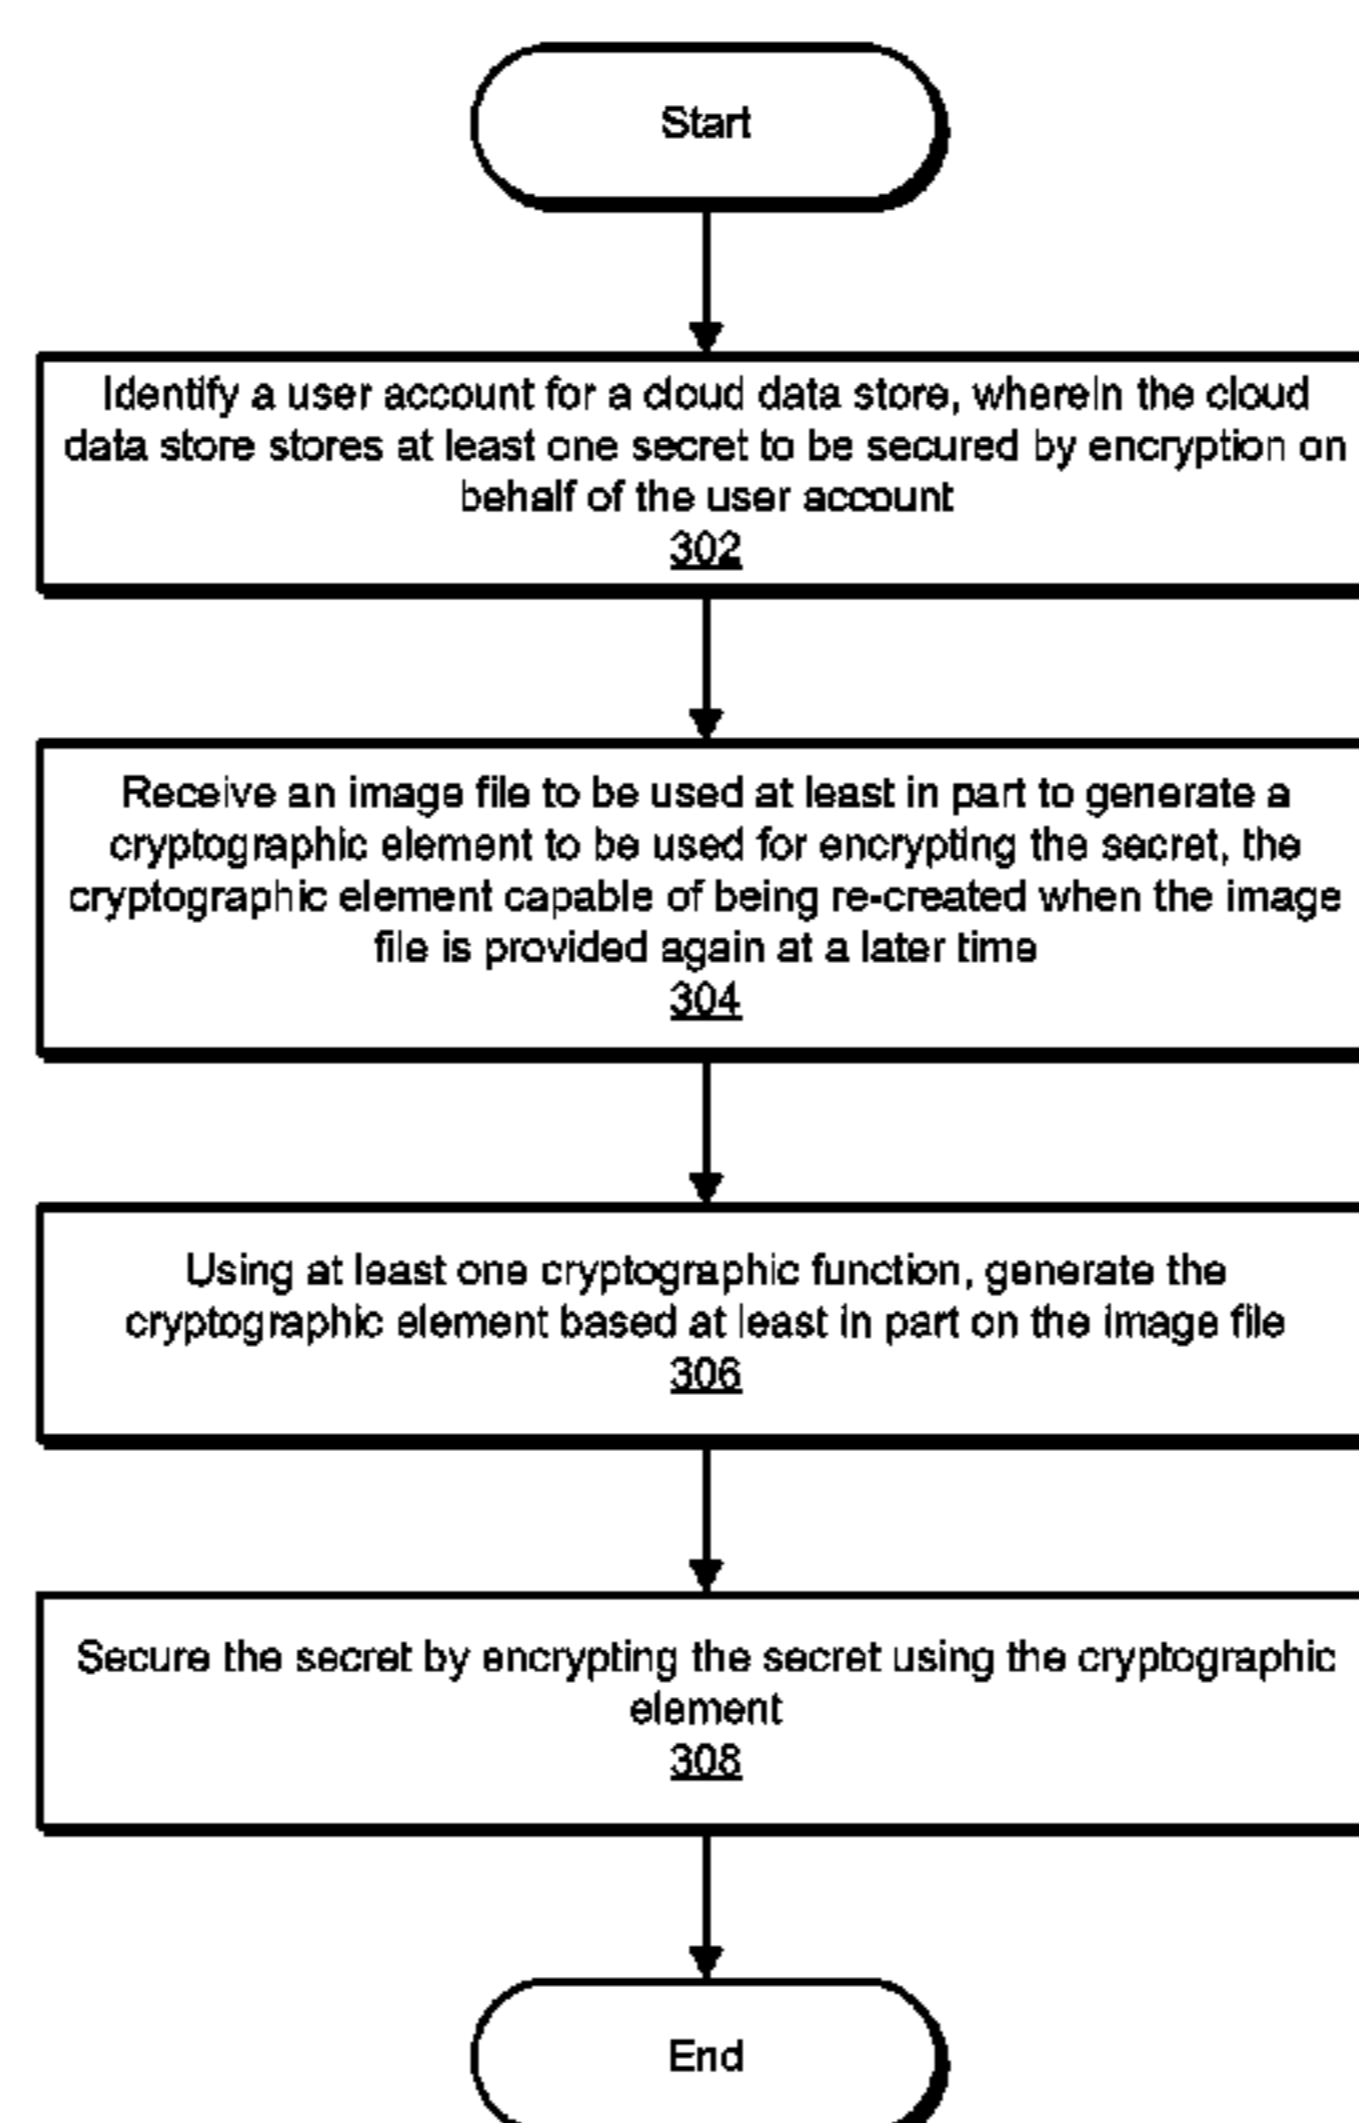 Start
Identify a user account for a cloud data store, wherein the cloud
data store stores at least one secret to be secured by encryption on
behalf of the user account
302
Receive an image file to be used at least in part to generate a
cryptographic element to be used for encrypting the secret, the
cryptographic element capable of being re-created when the image
file is provided again at a later time
304
Using at least one cryptographic function, generate the
cryptographic element based at least in part on the image file
306
Secure the secret by encrypting the secret using the cryptographic
element
308
End